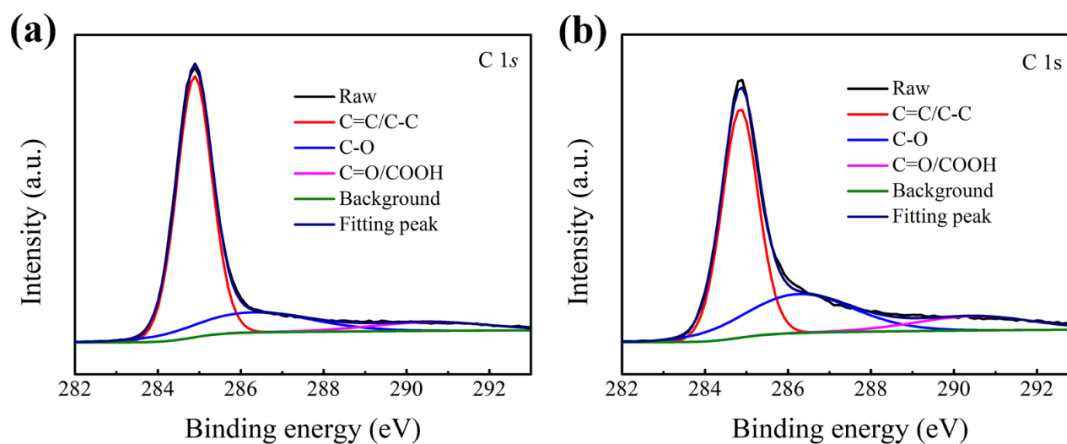 (a)
C 1s
Raw
C=C/C-C
C-O
C=O/COOH
Background
Fitting peak
Intensity (a.u.)
282 284 286 288 290 292
Binding energy (eV)
(b)
C 1s
Raw
C=C/C-C
C-O
C=O/COOH
Background
Fitting peak
Intensity (a.u.)
282 284 286 288 290 292
Binding energy (eV)